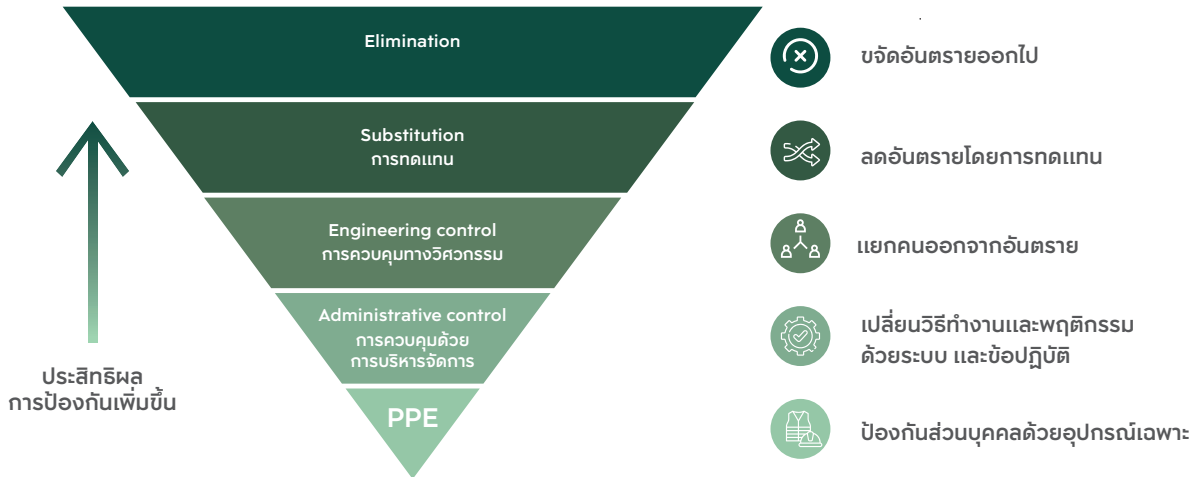 Elimination
ขจัดอันตรายออกไป
Substitution
การทดแทน
ลดอันตรายโดยการทดแทน
Engineering control
การควบคุมทางวิศวกรรม
แยกคนออกจากอันตราย
Administrative control
การควบคุมด้วย
การบริหารจัดการ
เปลี่ยนวิธีทำงานและพฤติกรรม
ด้วยระบบ และข้อปฏิบัติ
ประสิทธิผล
การป้องกันเพิ่มขึ้น
PPE
ป้องกันส่วนบุคคลด้วยอุปกรณ์เฉพาะ